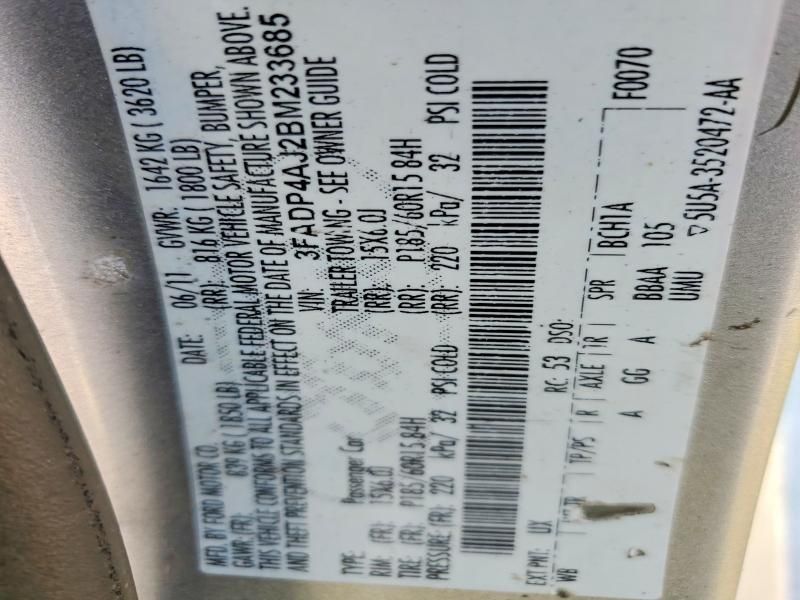 MFD. BY FORD MOTOR CO. DATE: 06/11 GVWR: 1642 KG ( 3620 LB)
GAWR: (FR): 839 KG (1850 LB) (RR): 816 KG (1800 LB)
THIS VEHICLE CONFORMS TO ALL APPLICABLE FEDERAL MOTOR VEHICLE SAFETY, BUMPER,
AND THEFT PREVENTION STANDARDS IN EFFECT ON THE DATE OF MANUFACTURE SHOWN ABOVE.
VIN: 3FADP4AJ2BM233685
TYPE: Passenger Car TRAILER TOWING - SEE OWNER GUIDE
RIM: (FR): 15X6.0J (RR): 15X6.0J
TIRE: (FR): P185/60R15 84H (RR): P185/60R15 84H
PRESSURE: (FR): 220 kPa/ 32 PSI COLD (RR): 220 kPa/ 32 PSI COLD
EXT PNT: UX RC: 53 DSO: F0070
WB TR TP/PS R AXLE TR SPR BCH1A
A GG A BBAA 105
UMU
5U5A-3520472-AA